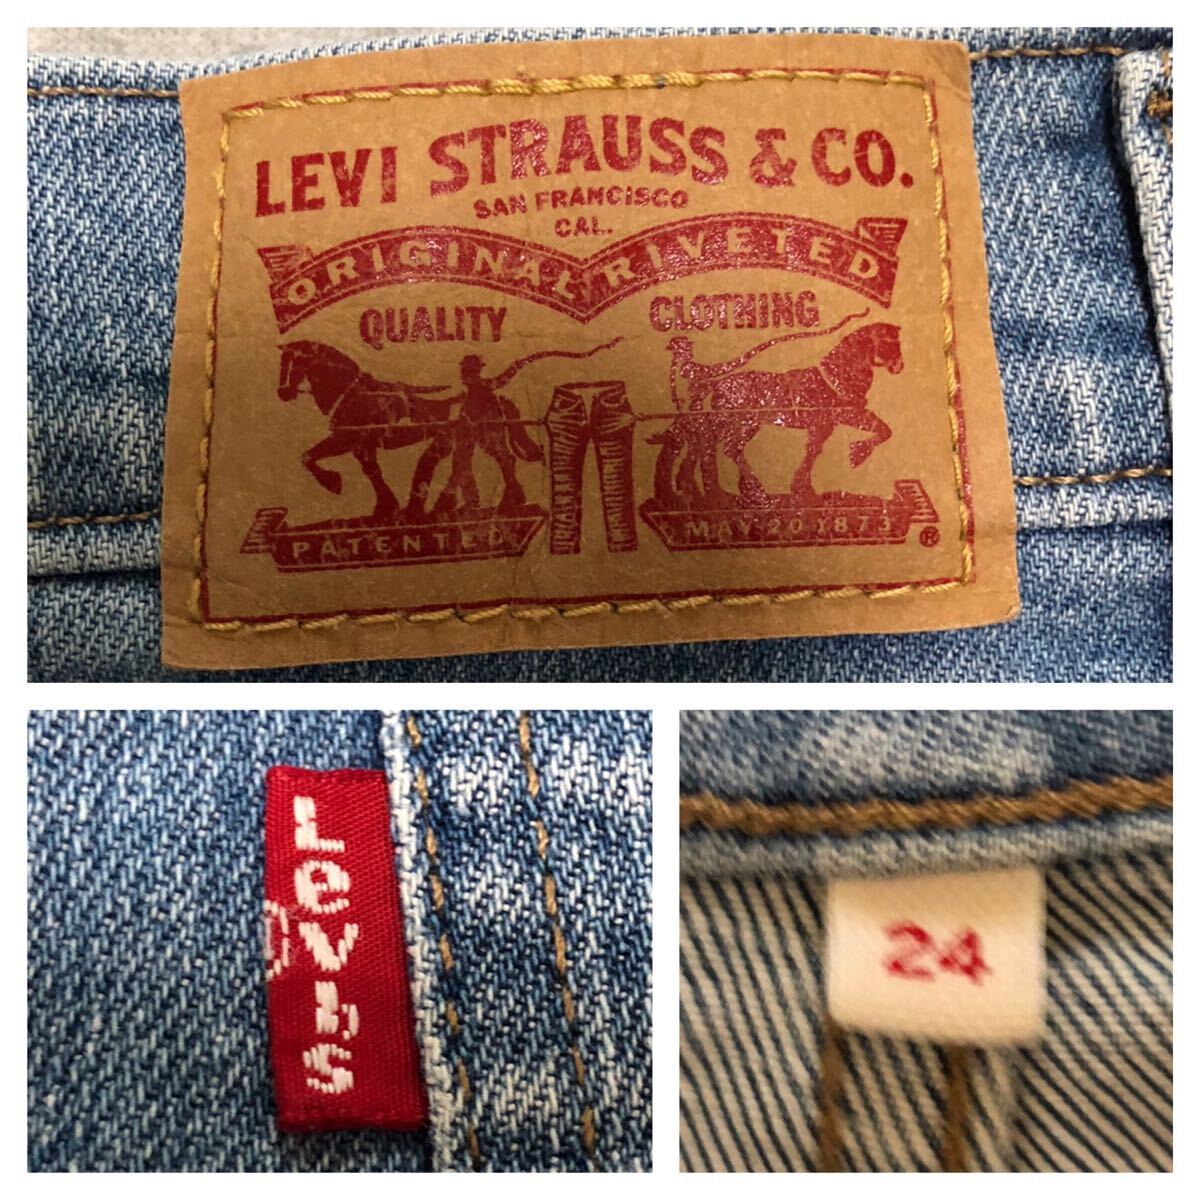 LEVI STRAUSS & CO.
SAN FRANCISCO
CAL.
ORIGINAL RIVETED
QUALITY CLOTHING
PATENTED MAY 20 1873 ®
LEVI'S
24